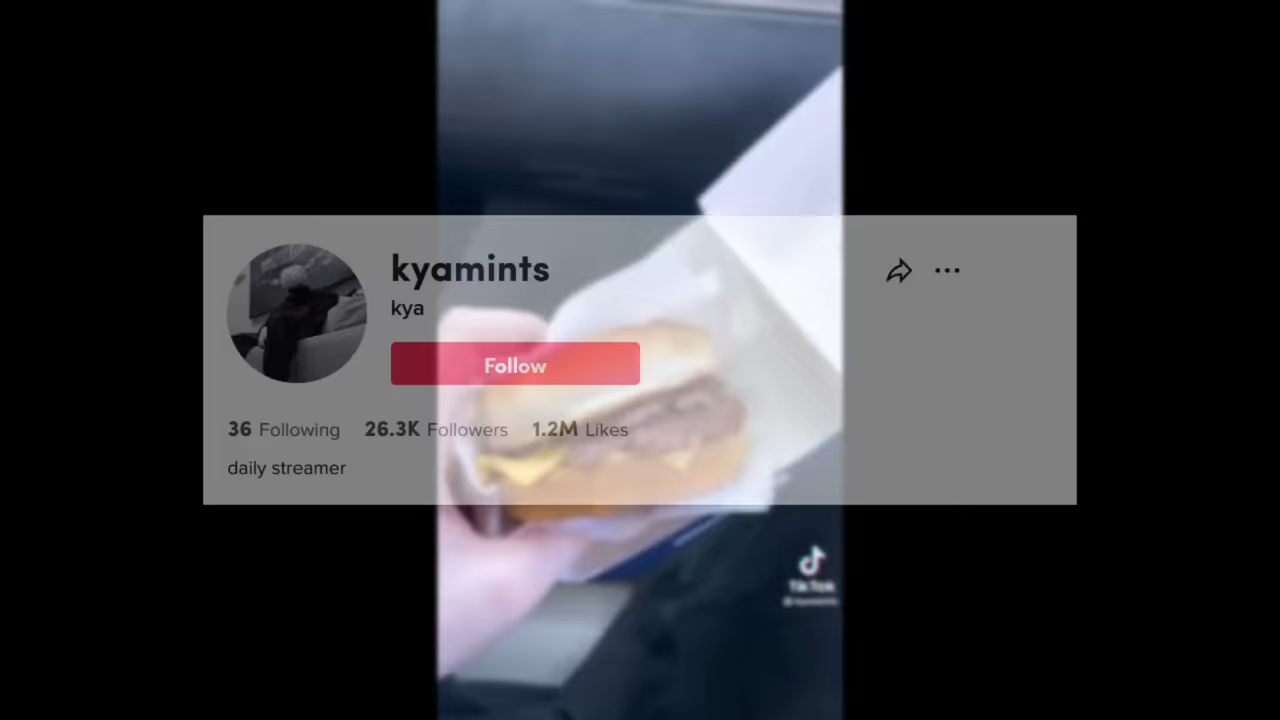 kyamints
kya
Follow
36 Following 26.3K Followers 1.2M Likes
daily streamer
TikTok